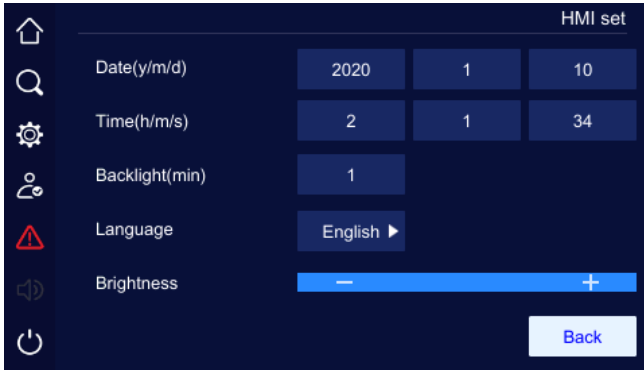 HMI set
Date(y/m/d) 2020 1 10
Time(h/m/s) 2 1 34
Backlight(min) 1
Language English ▶
Brightness − +
Back